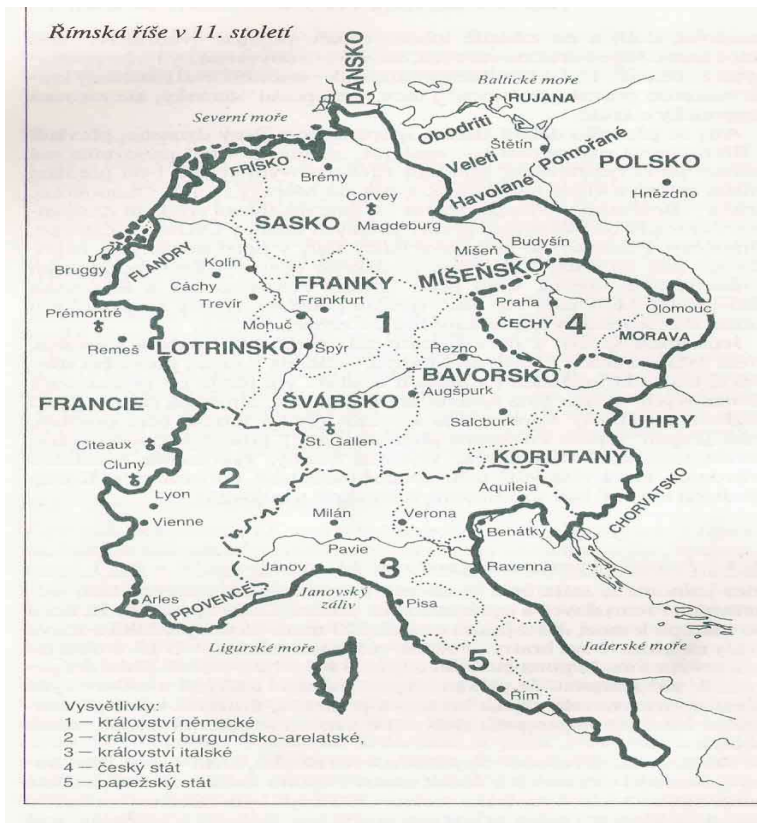 Římská říše v 11. století
Baltické moře
DÁNSKO
RUJANA
Severní moře
Obodriti
Štětín
Pomořané
Veleti
POLSKO
FRÍSKO
Brémy
Havolané
Hnězdno
Corvey
SASKO
Magdeburg
Budyšín
Míšeň
Bruggy
FLANDRY
Kolín
MÍŠEŇSKO
Cáchy
FRANKY
Praha
4
Olomouc
Trevír
Frankfurt
Prémontré
Mohuč
1
ČECHY
MORAVA
Remeš
LOTRINSKO
Špýr
Řezno
BAVORSKO
FRANCIE
ŠVÁBSKO
Augšpurk
UHRY
Citeaux
St. Gallen
Salcburk
Cluny
2
KORUTANY
Lyon
Aquileia
CHORVATSKO
Vienne
Milán
Verona
Benátky
Pavie
Janov
3
Ravenna
Arles
PROVENCE
Janovský
záliv
Pisa
Ligurské moře
Jaderské moře
5
Řím
Vysvětlivky:
1 — království německé
2 — království burgundsko-arelatské,
3 — království italské
4 — český stát
5 — papežský stát